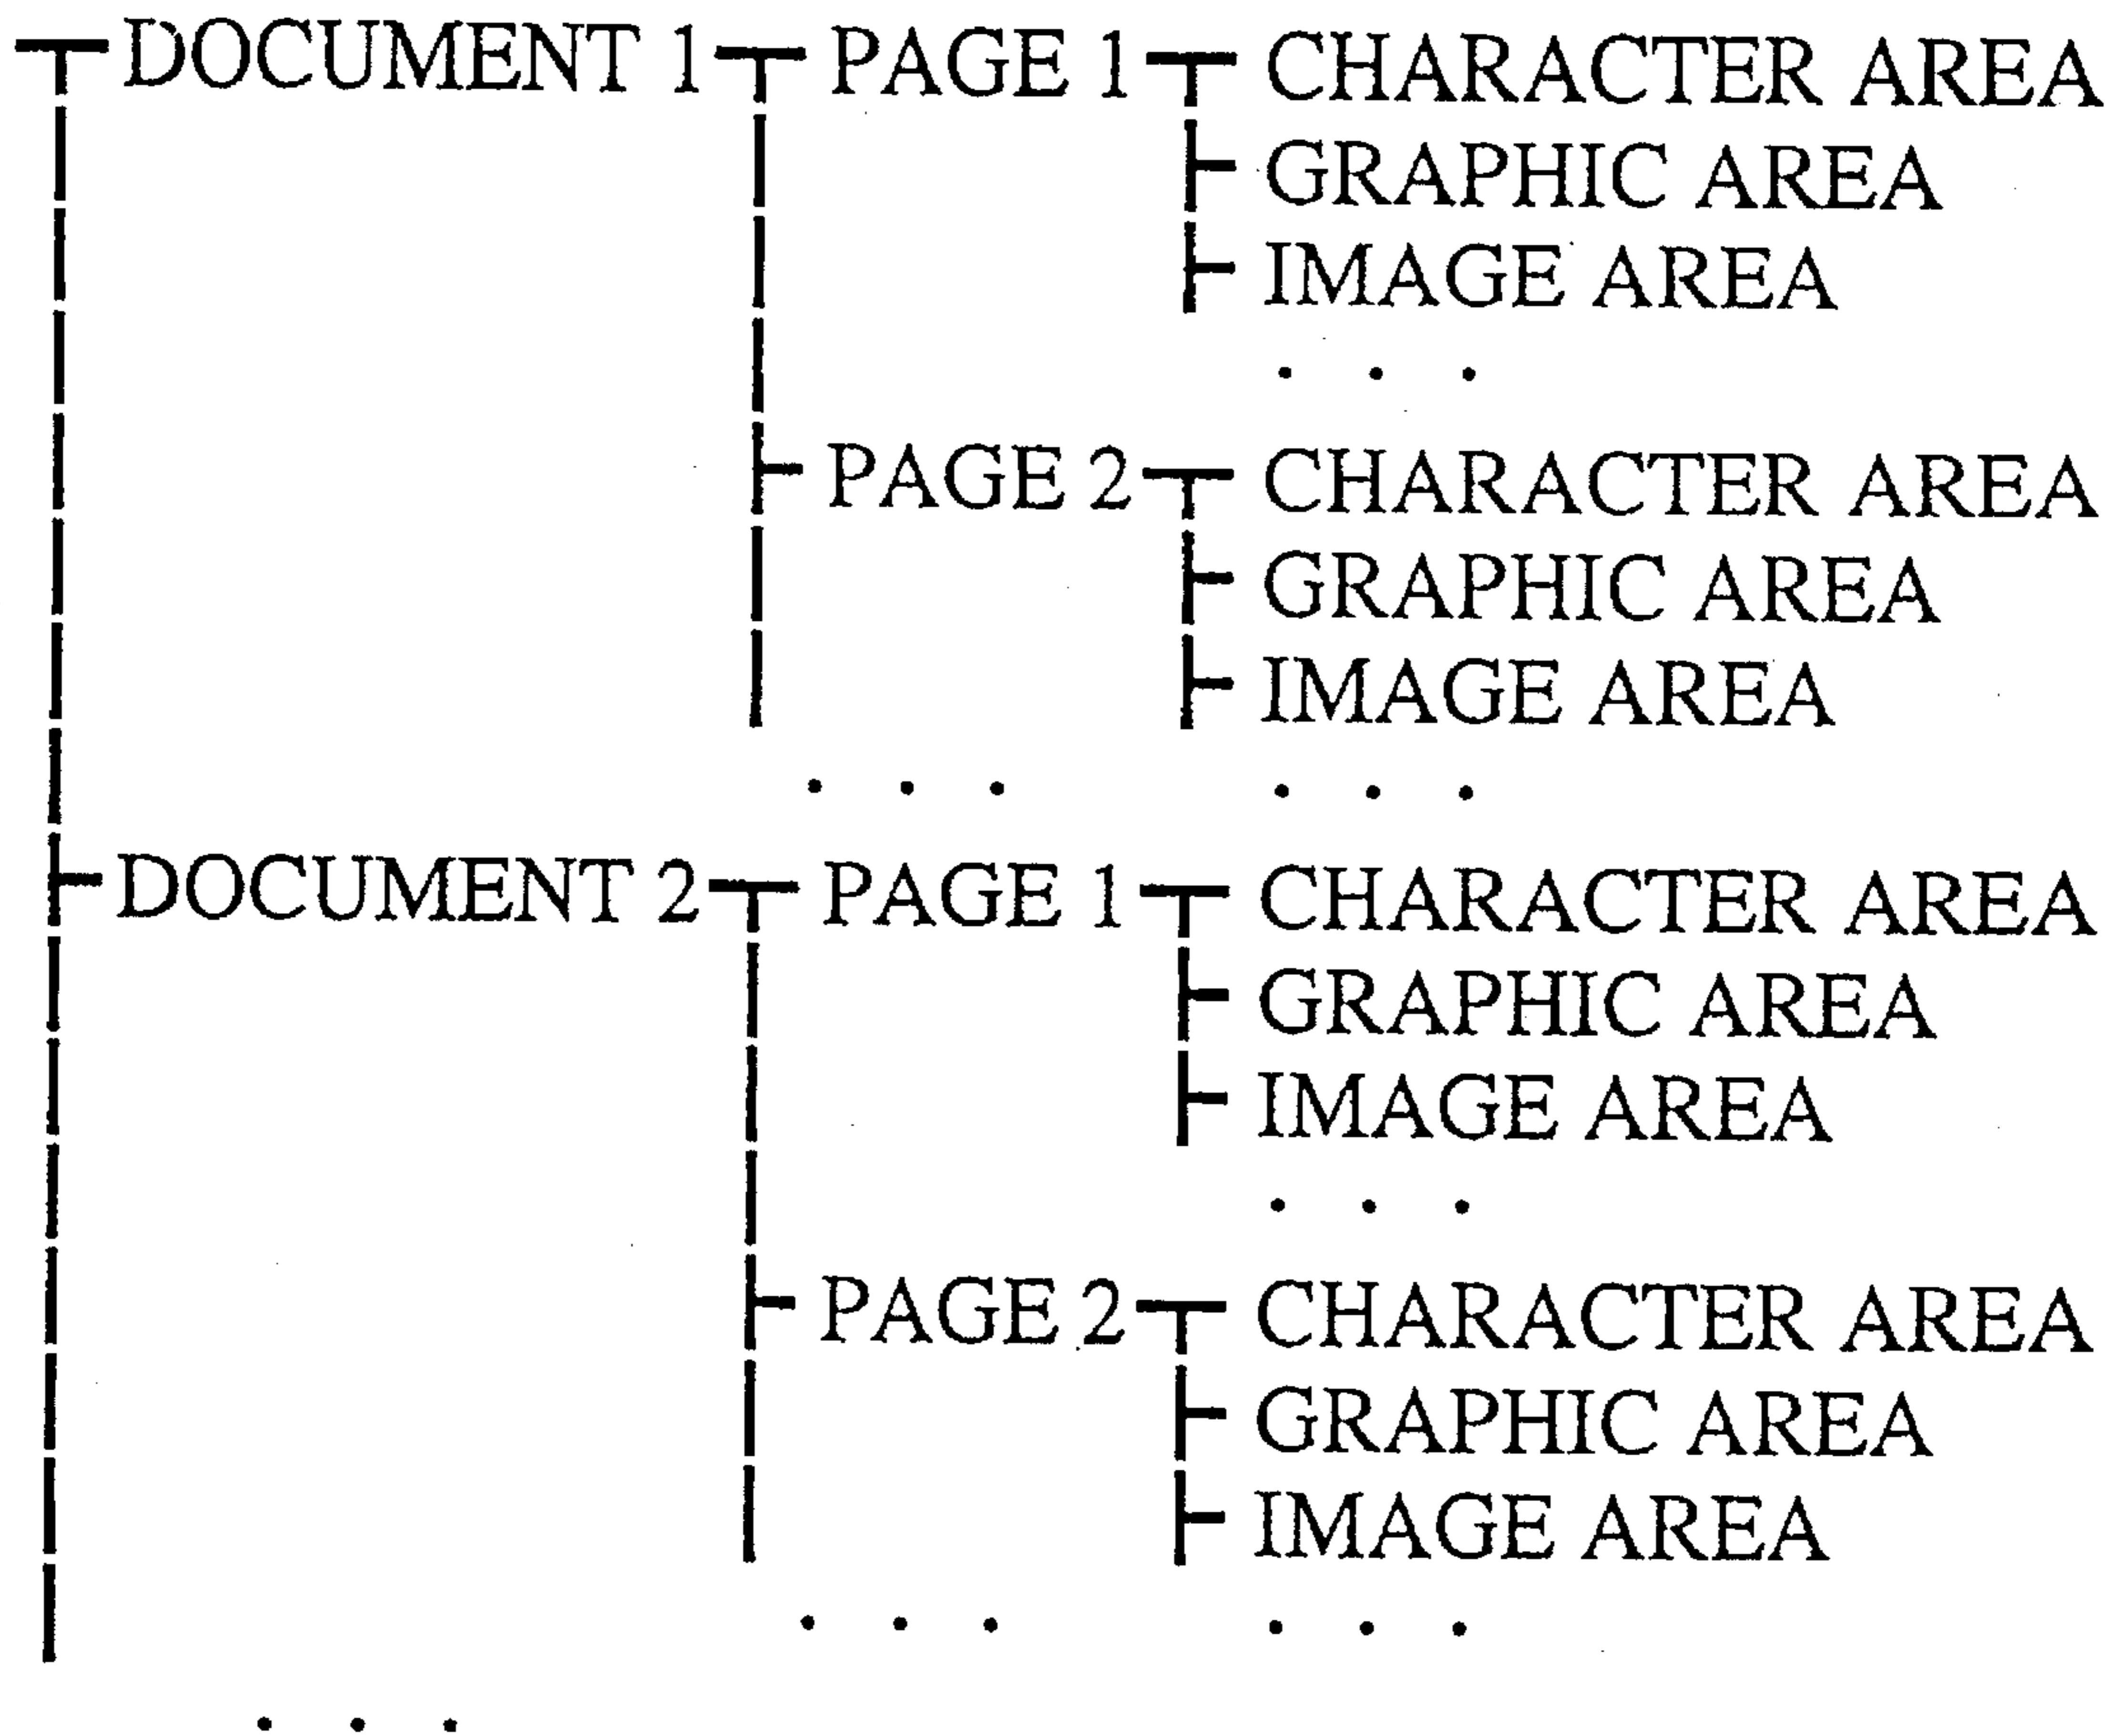 DOCUMENT 1 PAGE 1 CHARACTER AREA
GRAPHIC AREA
IMAGE AREA
. . .
PAGE 2 CHARACTER AREA
GRAPHIC AREA
IMAGE AREA
. . . . . .
DOCUMENT 2 PAGE 1 CHARACTER AREA
GRAPHIC AREA
IMAGE AREA
. . .
PAGE 2 CHARACTER AREA
GRAPHIC AREA
IMAGE AREA
. . . . . .
. . .